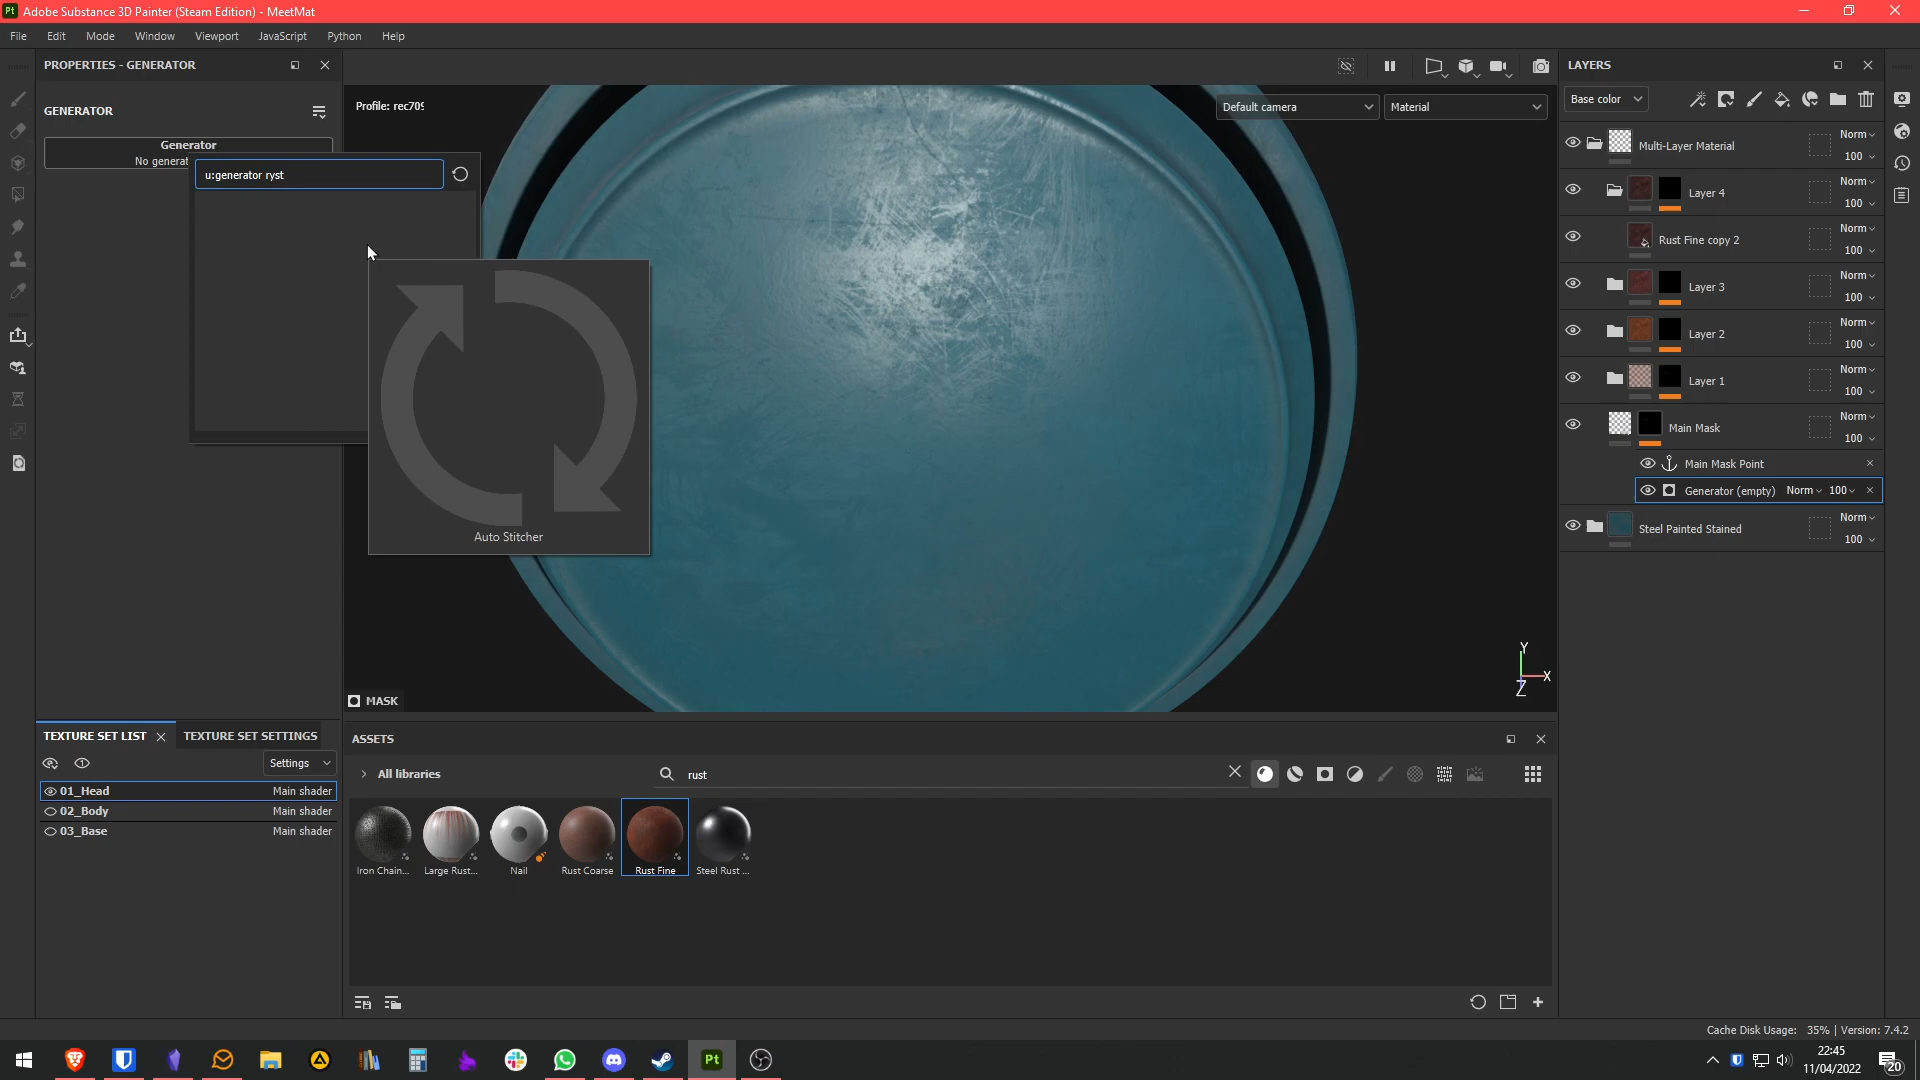 Adobe Substance 3D Painter (Steam Edition) - MeetMat
File Edit Mode Window Viewport JavaScript Python Help
PROPERTIES - GENERATOR
GENERATOR
Generator
No generat
u:generator ryst
Auto Stitcher
Profile: rec709
Default camera
Material
MASK
Y
X
Z
LAYERS
Base color
Multi-Layer Material Norm 100
Layer 4 Norm 100
Rust Fine copy 2 Norm 100
Layer 3 Norm 100
Layer 2 Norm 100
Layer 1 Norm 100
Main Mask Norm 100
Main Mask Point
Generator (empty) Norm 100
Steel Painted Stained Norm 100
TEXTURE SET LIST
TEXTURE SET SETTINGS
Settings
01_Head Main shader
02_Body Main shader
03_Base Main shader
ASSETS
All libraries
rust
Iron Chain...
Large Rust...
Nail
Rust Coarse
Rust Fine
Steel Rust ...
Cache Disk Usage: 35% | Version: 7.4.2
Pt
22:45
11/04/2022
20